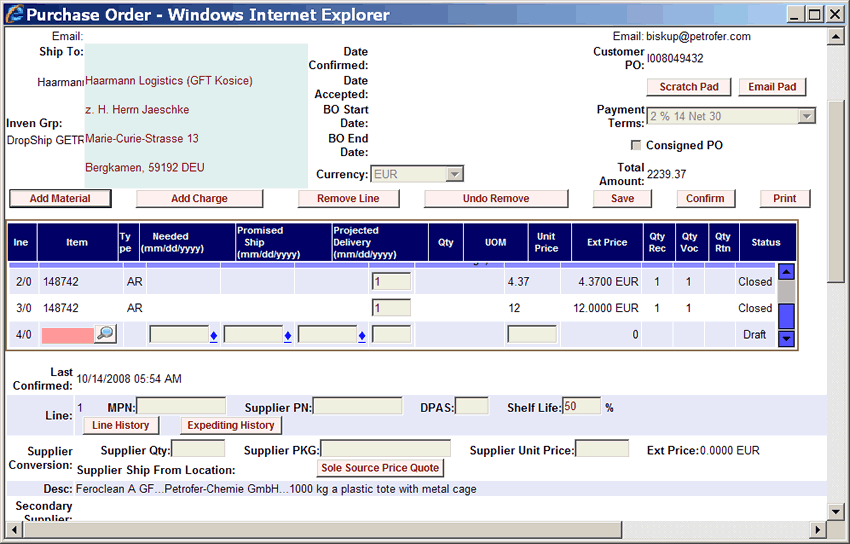 Purchase Order - Windows Internet Explorer
Email: Email: biskup@petrofer.com
Ship To: Date Confirmed: Customer PO: I008049432
Haarmann Haarmann Logistics (GFT Kosice) Date Accepted: Scratch Pad Email Pad
z. H. Herrn Jaeschke BO Start Date: Payment Terms: 2 % 14 Net 30
Inven Grp:
DropShip GETR Marie-Curie-Strasse 13 BO End Date: Consigned PO
Bergkamen, 59192 DEU Currency: EUR Total Amount: 2239.37
Add Material Add Charge Remove Line Undo Remove Save Confirm Print
lne Item Ty pe Needed (mm/dd/yyyy) Promised Ship (mm/dd/yyyy) Projected Delivery (mm/dd/yyyy) Qty UOM Unit Price Ext Price Qty Rec Qty Voc Qty Rtn Status
2/0 148742 AR 1 4.37 4.3700 EUR 1 1 Closed
3/0 148742 AR 1 12 12.0000 EUR 1 1 Closed
4/0 0 Draft
Last Confirmed: 10/14/2008 05:54 AM
Line: 1 MPN: Supplier PN: DPAS: Shelf Life: 50 %
Line History Expediting History
Supplier Conversion: Supplier Qty: Supplier PKG: Supplier Unit Price: Ext Price: 0.0000 EUR
Supplier Ship From Location: Sole Source Price Quote
Desc: Feroclean A GF...Petrofer-Chemie GmbH...1000 kg a plastic tote with metal cage
Secondary
Supplier: